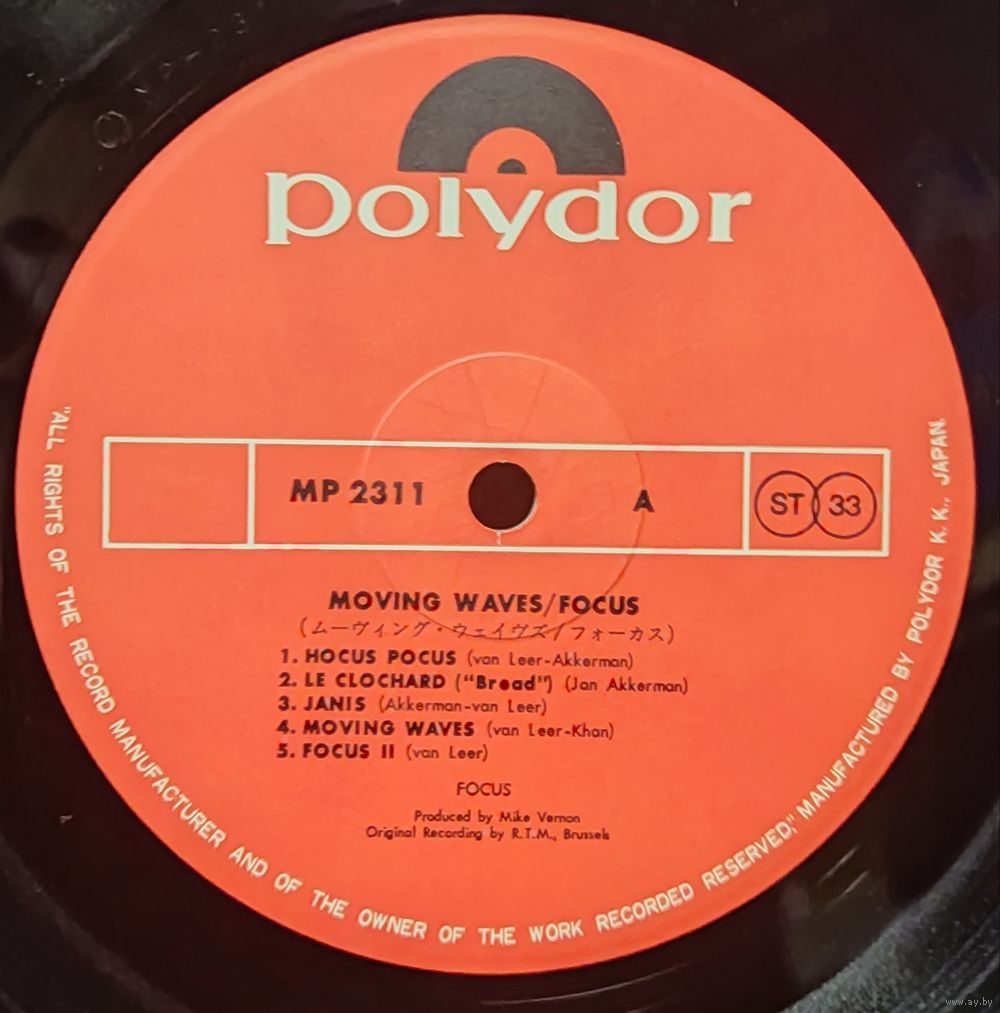 polydor
MP 2311
A
ST 33
MOVING WAVES/FOCUS
(ムーヴィング・ウェイヴズ/フォーカス)
1. HOCUS POCUS (van Leer-Akkerman)
2. LE CLOCHARD ("Bread") (Jan Akkerman)
3. JANIS (Akkerman-van Leer)
4. MOVING WAVES (van Leer-Khan)
5. FOCUS II (van Leer)
FOCUS
Produced by Mike Vernon
Original Recording by R.T.M., Brussels
"ALL RIGHTS OF THE RECORD MANUFACTURER AND OF THE OWNER OF THE WORK RECORDED RESERVED," MANUFACTURED BY POLYDOR K. K., JAPAN.
www.ay.by